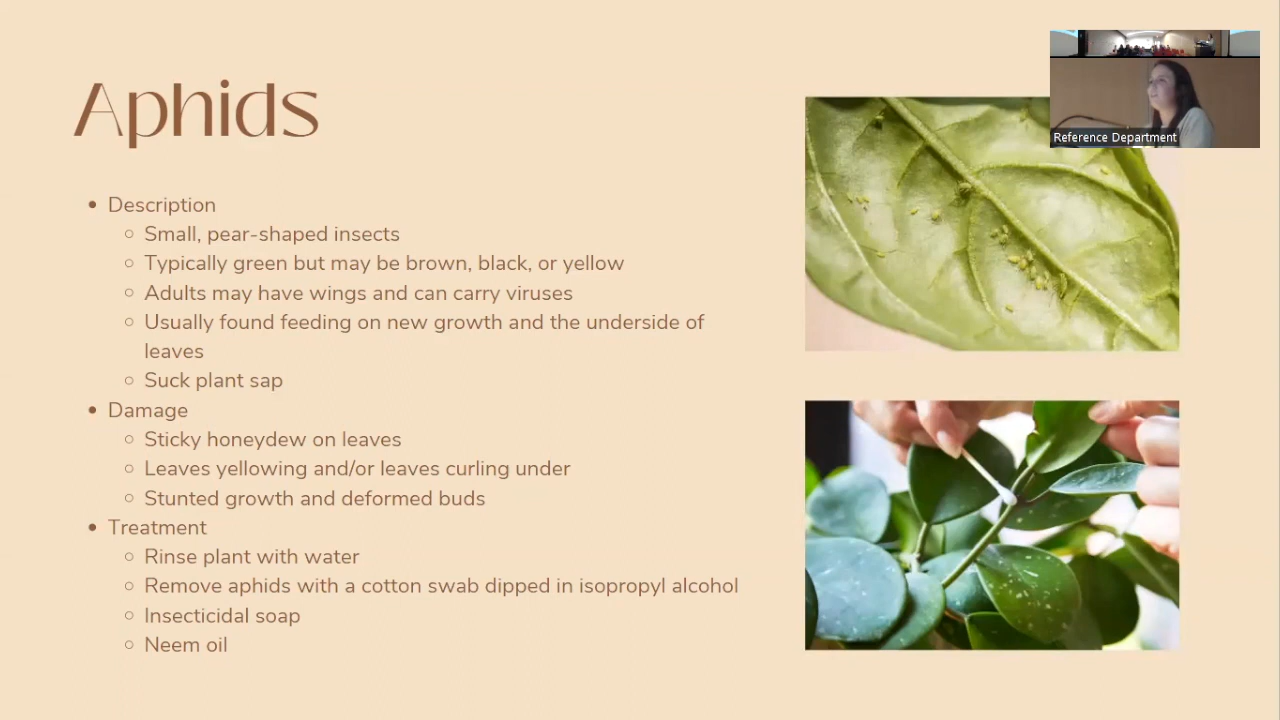 Aphids
Reference Department
• Description
○ Small, pear-shaped insects
○ Typically green but may be brown, black, or yellow
○ Adults may have wings and can carry viruses
○ Usually found feeding on new growth and the underside of
leaves
○ Suck plant sap
• Damage
○ Sticky honeydew on leaves
○ Leaves yellowing and/or leaves curling under
○ Stunted growth and deformed buds
• Treatment
○ Rinse plant with water
○ Remove aphids with a cotton swab dipped in isopropyl alcohol
○ Insecticidal soap
○ Neem oil